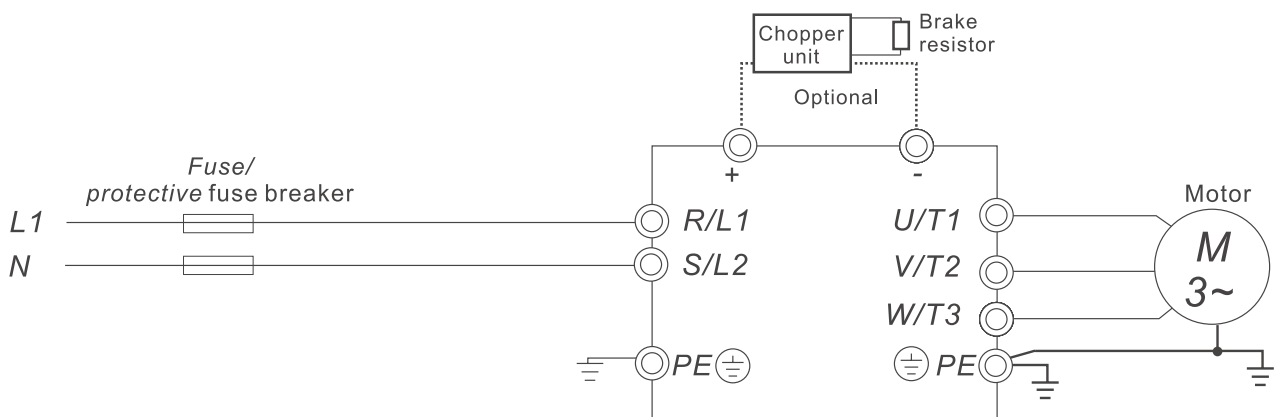 Chopper
unit
Brake
resistor
Optional
+
-
Fuse/
protective fuse breaker
L1
N
R/L1
S/L2
PE
U/T1
V/T2
W/T3
PE
Motor
M
3~